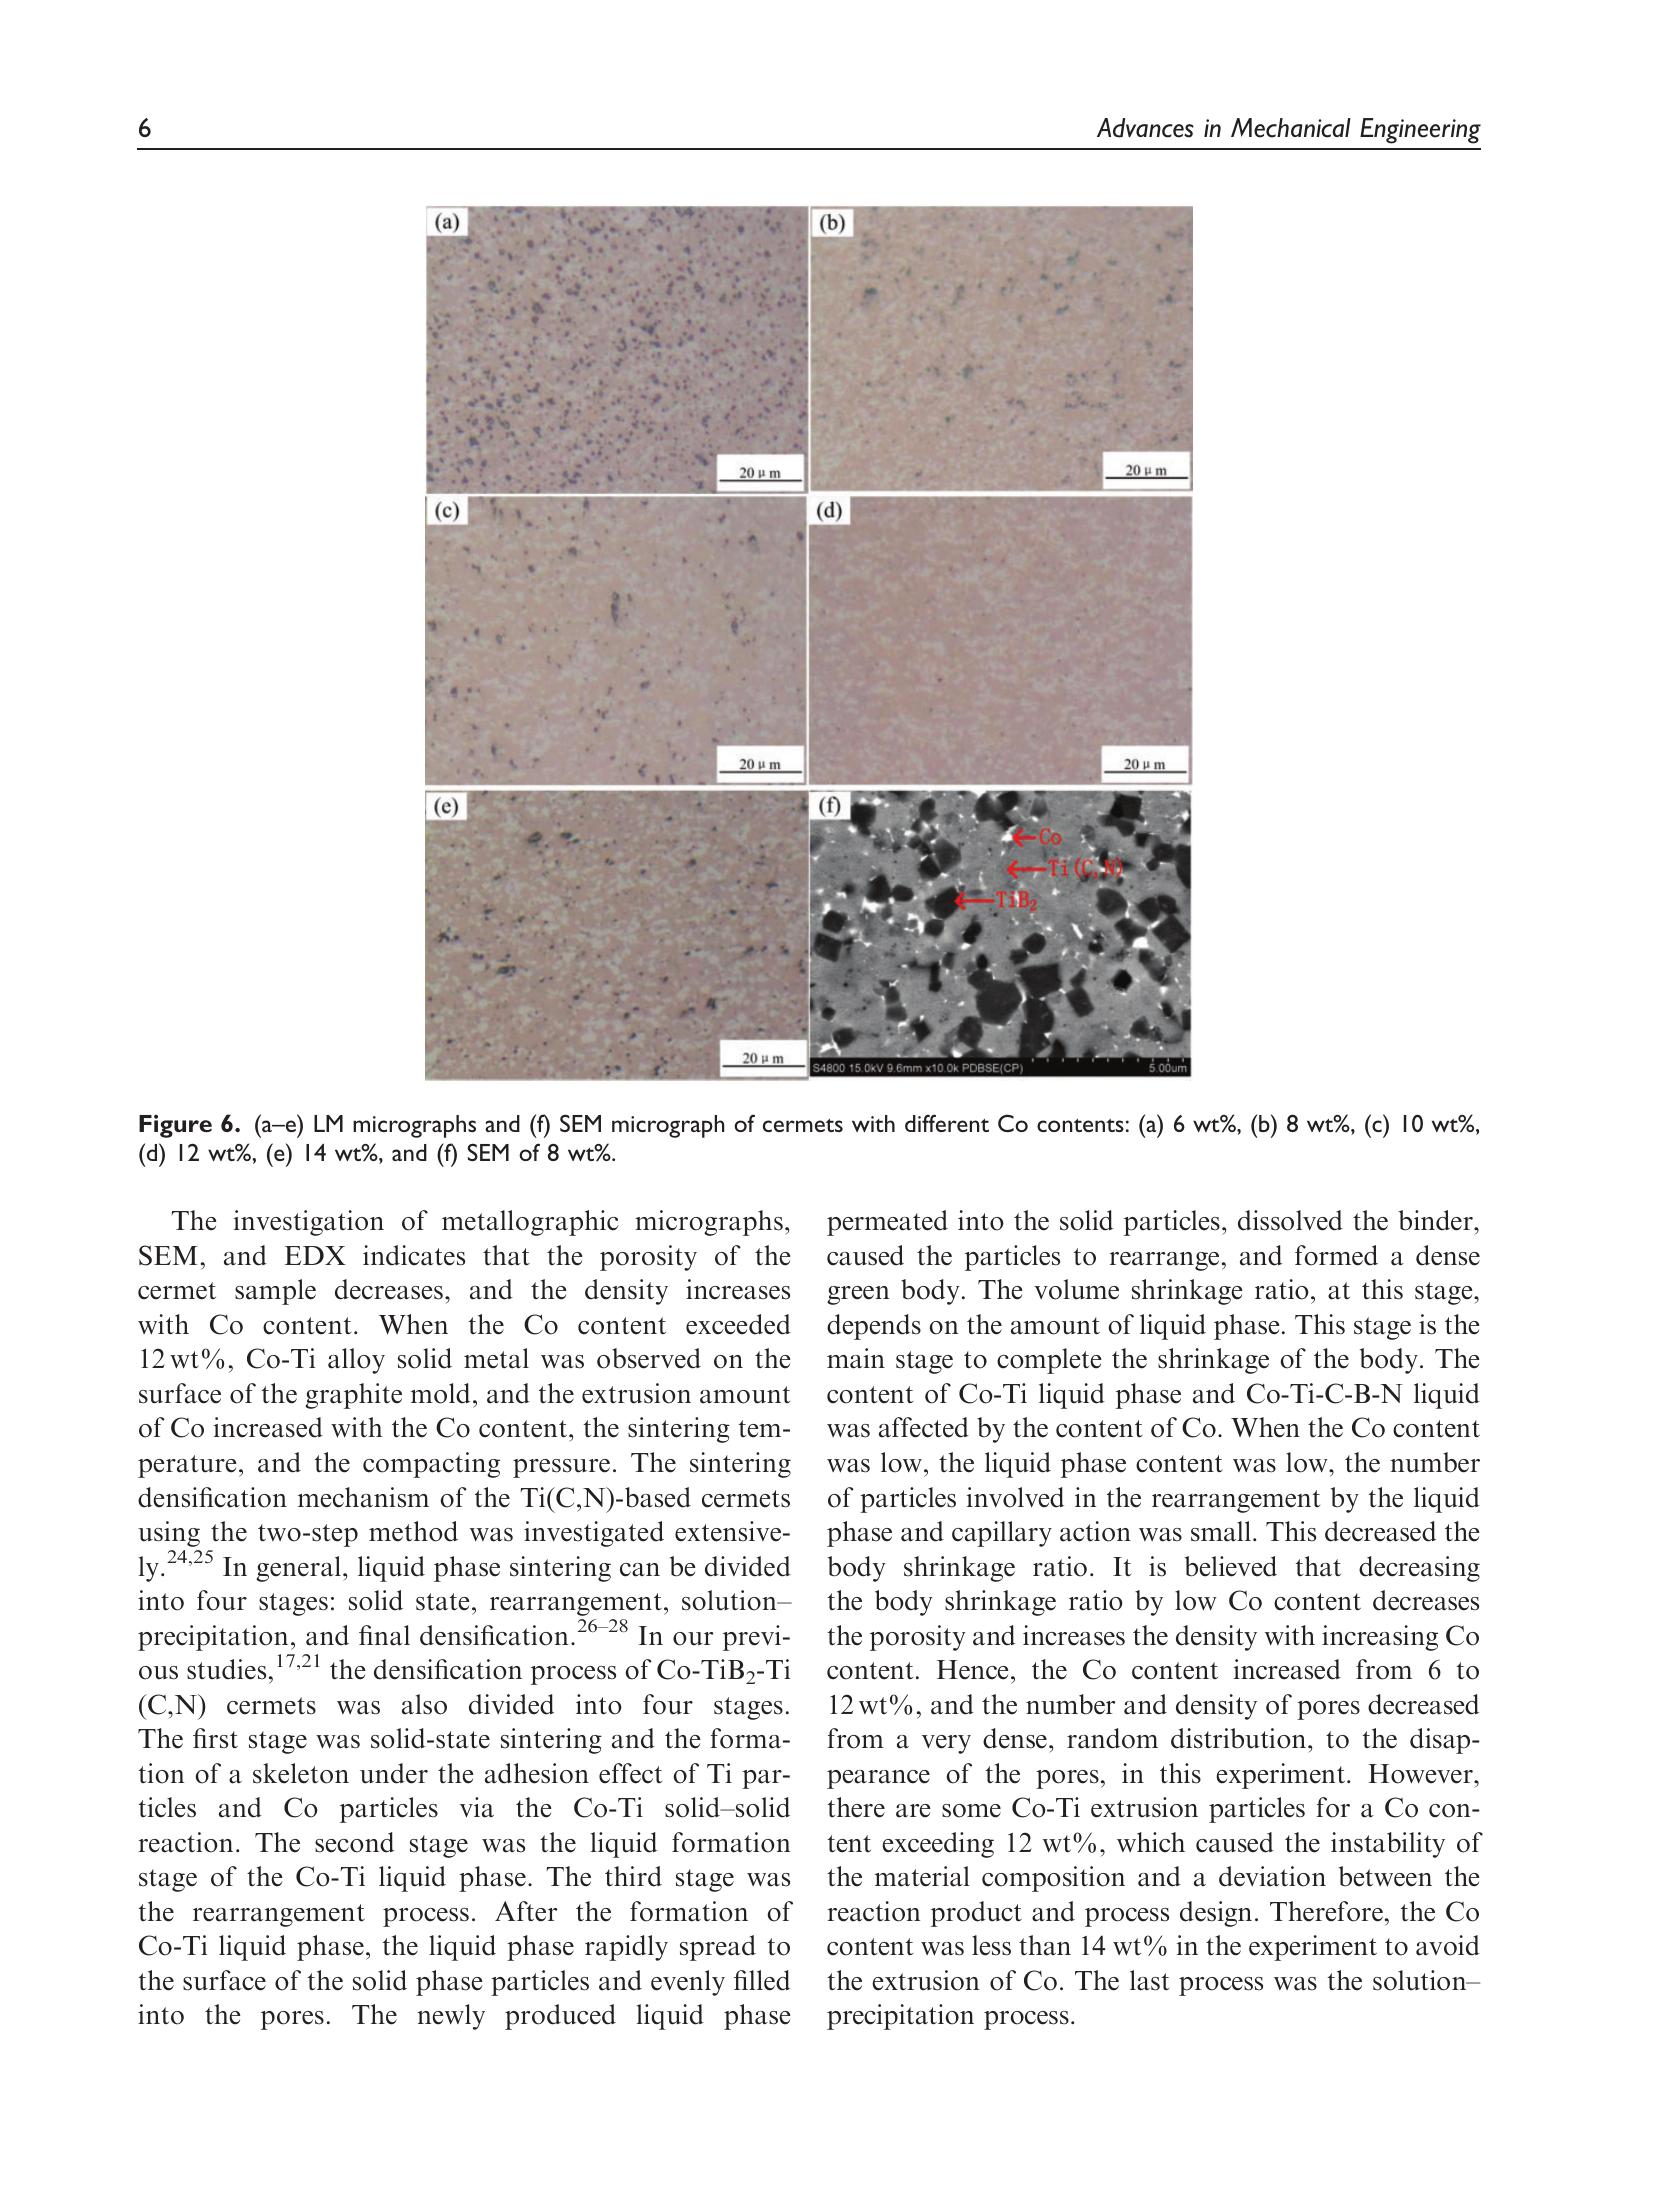 6
Advances in Mechanical Engineering
(a)
(b)
20 μm
20 μm
(c)
(d)
20 μm
20 μm
(e)
(f)
Co
Ti(C,N)
TiB2
20 μm
S4800 15.0kV 9.6mm x10.0k PDBSE(CP)
5.00um
Figure 6. (a–e) LM micrographs and (f) SEM micrograph of cermets with different Co contents: (a) 6 wt%, (b) 8 wt%, (c) 10 wt%,
(d) 12 wt%, (e) 14 wt%, and (f) SEM of 8 wt%.
The investigation of metallographic micrographs,
SEM, and EDX indicates that the porosity of the
cermet sample decreases, and the density increases
with Co content. When the Co content exceeded
12 wt%, Co-Ti alloy solid metal was observed on the
surface of the graphite mold, and the extrusion amount
of Co increased with the Co content, the sintering tem-
perature, and the compacting pressure. The sintering
densification mechanism of the Ti(C,N)-based cermets
using the two-step method was investigated extensive-
ly.24,25 In general, liquid phase sintering can be divided
into four stages: solid state, rearrangement, solution–
precipitation, and final densification.26–28 In our previ-
ous studies,17,21 the densification process of Co-TiB2-Ti
(C,N) cermets was also divided into four stages.
The first stage was solid-state sintering and the forma-
tion of a skeleton under the adhesion effect of Ti par-
ticles and Co particles via the Co-Ti solid–solid
reaction. The second stage was the liquid formation
stage of the Co-Ti liquid phase. The third stage was
the rearrangement process. After the formation of
Co-Ti liquid phase, the liquid phase rapidly spread to
the surface of the solid phase particles and evenly filled
into the pores. The newly produced liquid phase
permeated into the solid particles, dissolved the binder,
caused the particles to rearrange, and formed a dense
green body. The volume shrinkage ratio, at this stage,
depends on the amount of liquid phase. This stage is the
main stage to complete the shrinkage of the body. The
content of Co-Ti liquid phase and Co-Ti-C-B-N liquid
was affected by the content of Co. When the Co content
was low, the liquid phase content was low, the number
of particles involved in the rearrangement by the liquid
phase and capillary action was small. This decreased the
body shrinkage ratio. It is believed that decreasing
the body shrinkage ratio by low Co content decreases
the porosity and increases the density with increasing Co
content. Hence, the Co content increased from 6 to
12 wt%, and the number and density of pores decreased
from a very dense, random distribution, to the disap-
pearance of the pores, in this experiment. However,
there are some Co-Ti extrusion particles for a Co con-
tent exceeding 12 wt%, which caused the instability of
the material composition and a deviation between the
reaction product and process design. Therefore, the Co
content was less than 14 wt% in the experiment to avoid
the extrusion of Co. The last process was the solution–
precipitation process.